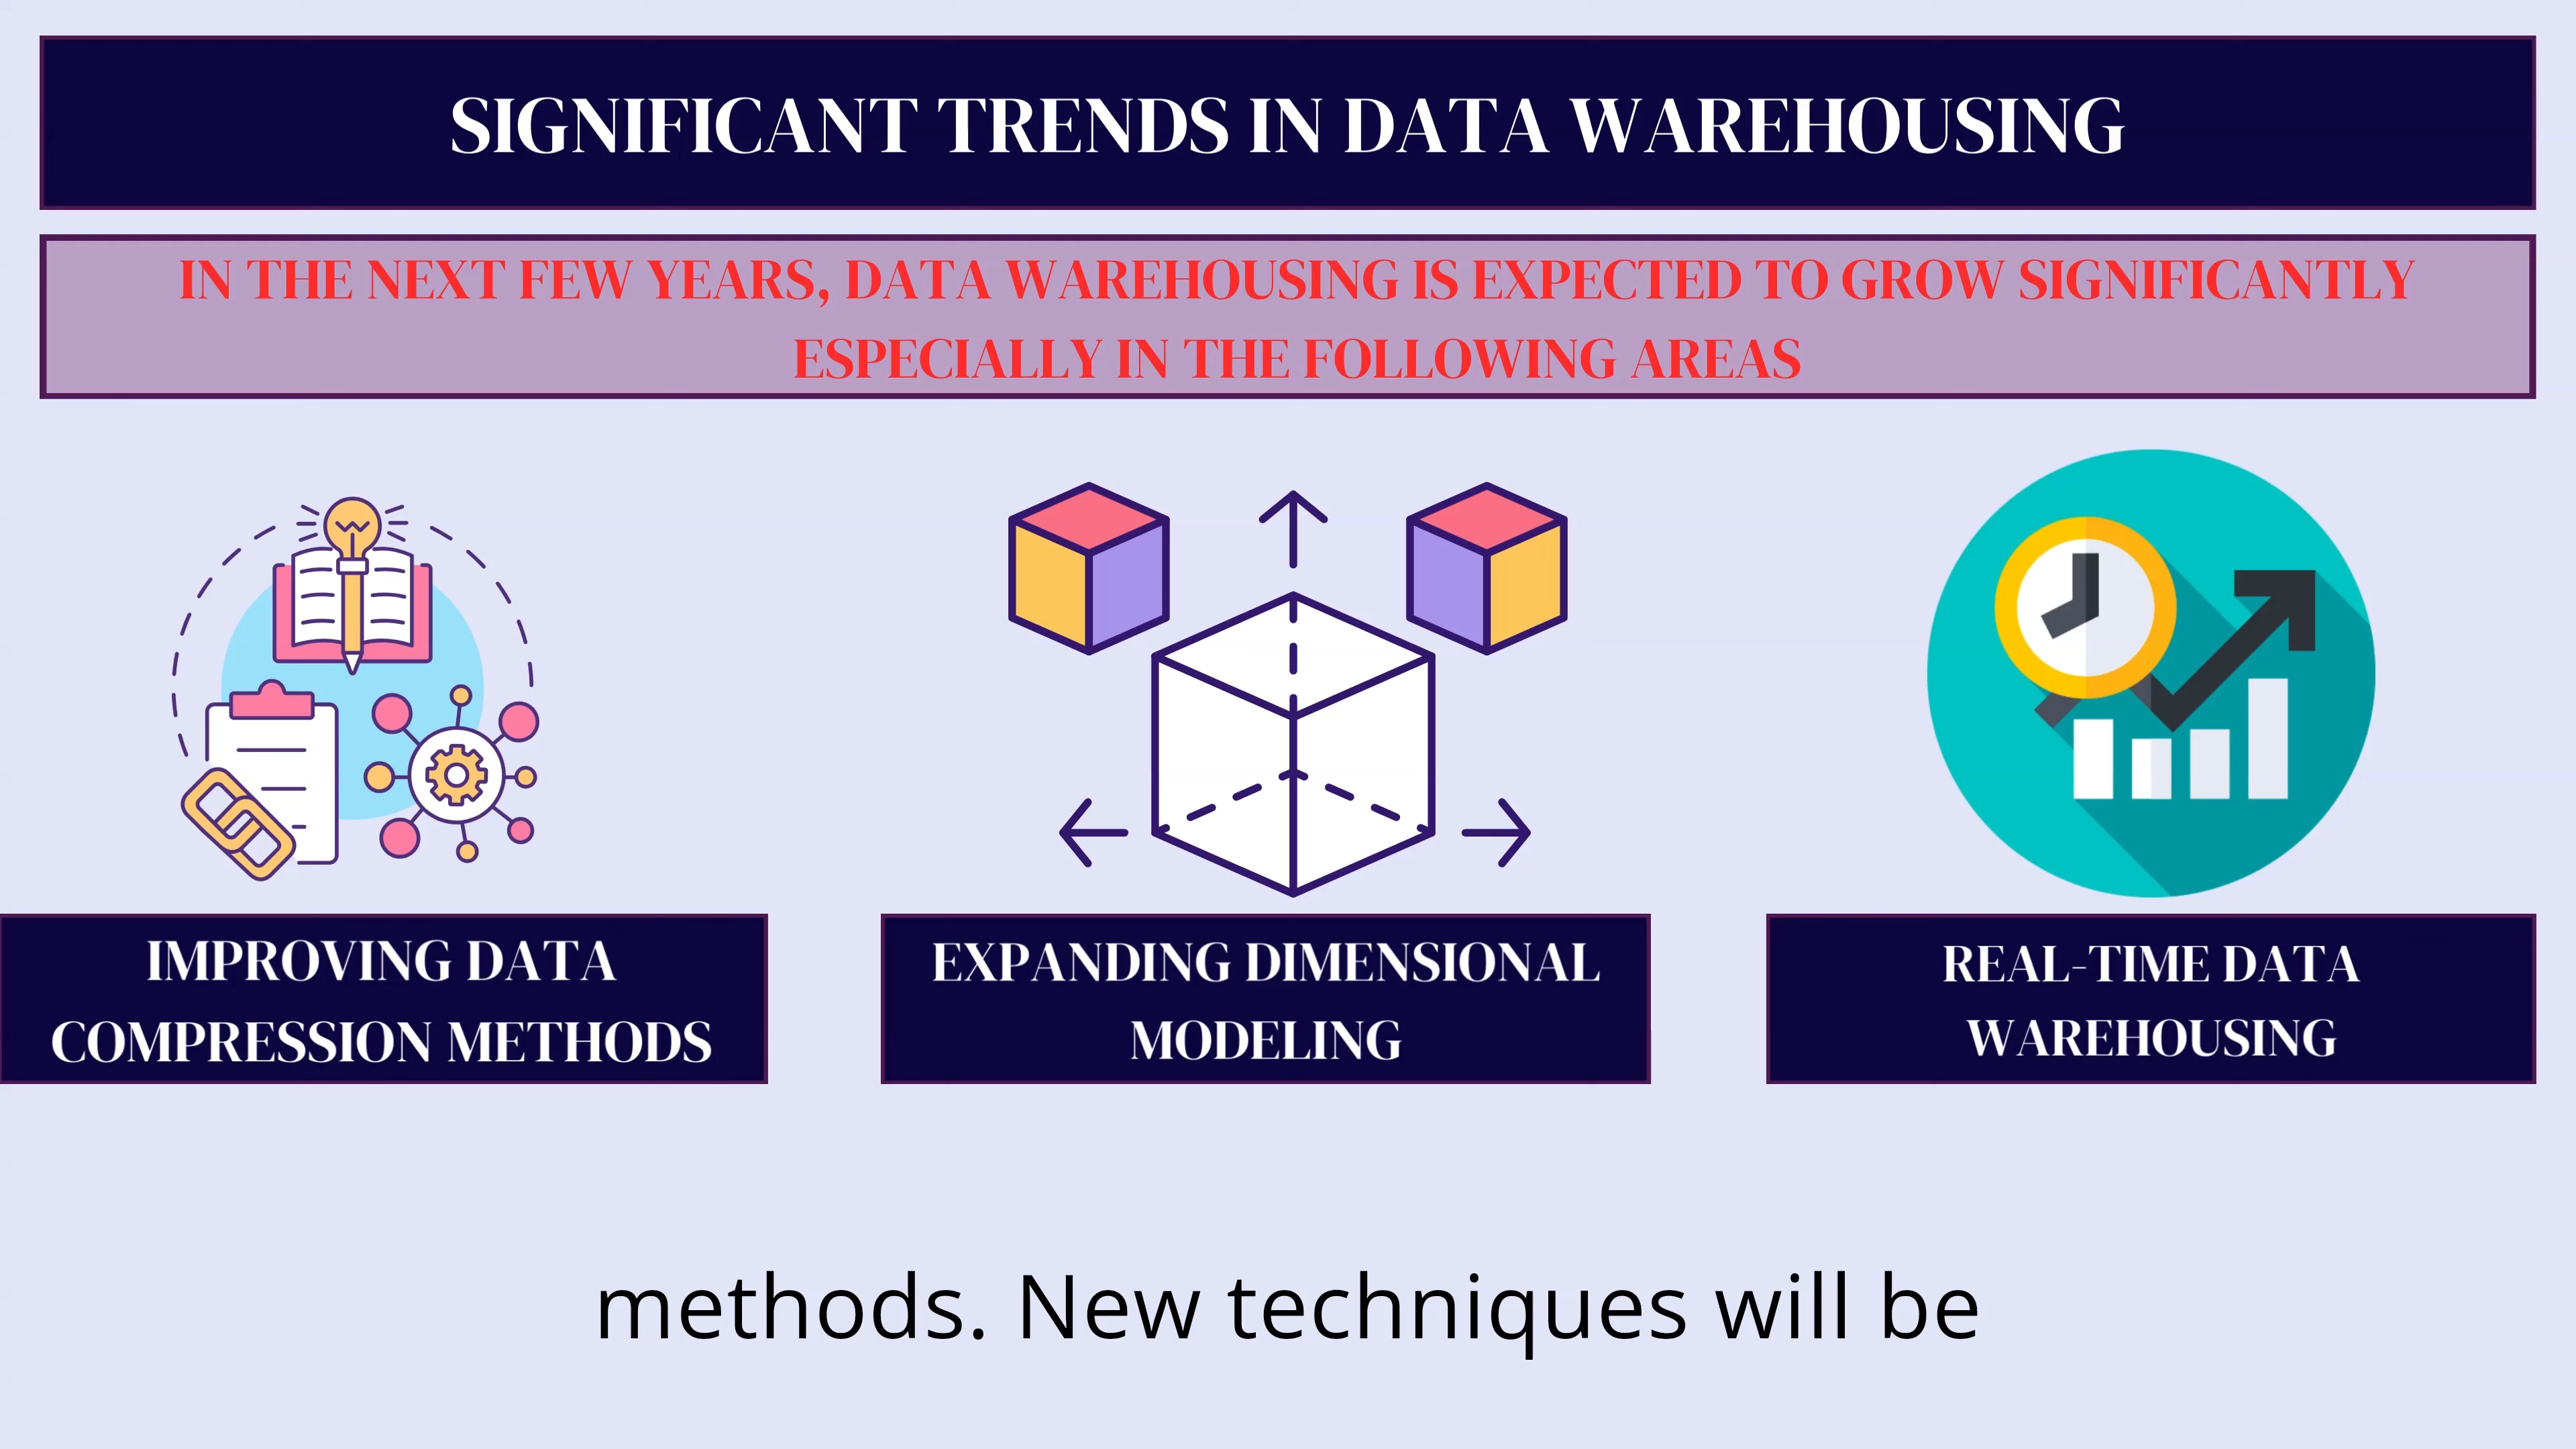 SIGNIFICANT TRENDS IN DATA WAREHOUSING
IN THE NEXT FEW YEARS, DATA WAREHOUSING IS EXPECTED TO GROW SIGNIFICANTLY
ESPECIALLY IN THE FOLLOWING AREAS
IMPROVING DATA
COMPRESSION METHODS
EXPANDING DIMENSIONAL
MODELING
REAL-TIME DATA
WAREHOUSING
methods. New techniques will be